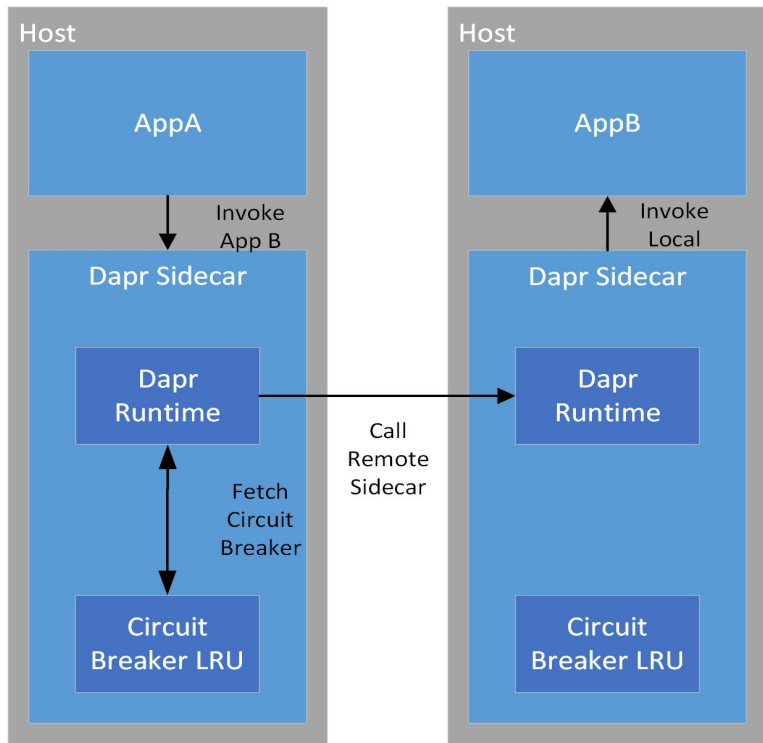 Host
AppA
Invoke
App B
Dapr Sidecar
Dapr
Runtime
Fetch
Circuit
Breaker
Circuit
Breaker LRU
Call
Remote
Sidecar
Host
AppB
Invoke
Local
Dapr Sidecar
Dapr
Runtime
Circuit
Breaker LRU